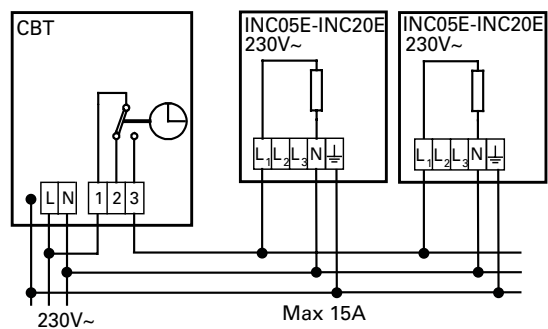 CBT
L N 1 2 3
INC05E-INC20E
230V~
L1 L2 L3 N
INC05E-INC20E
230V~
L1 L2 L3 N
230V~
Max 15A